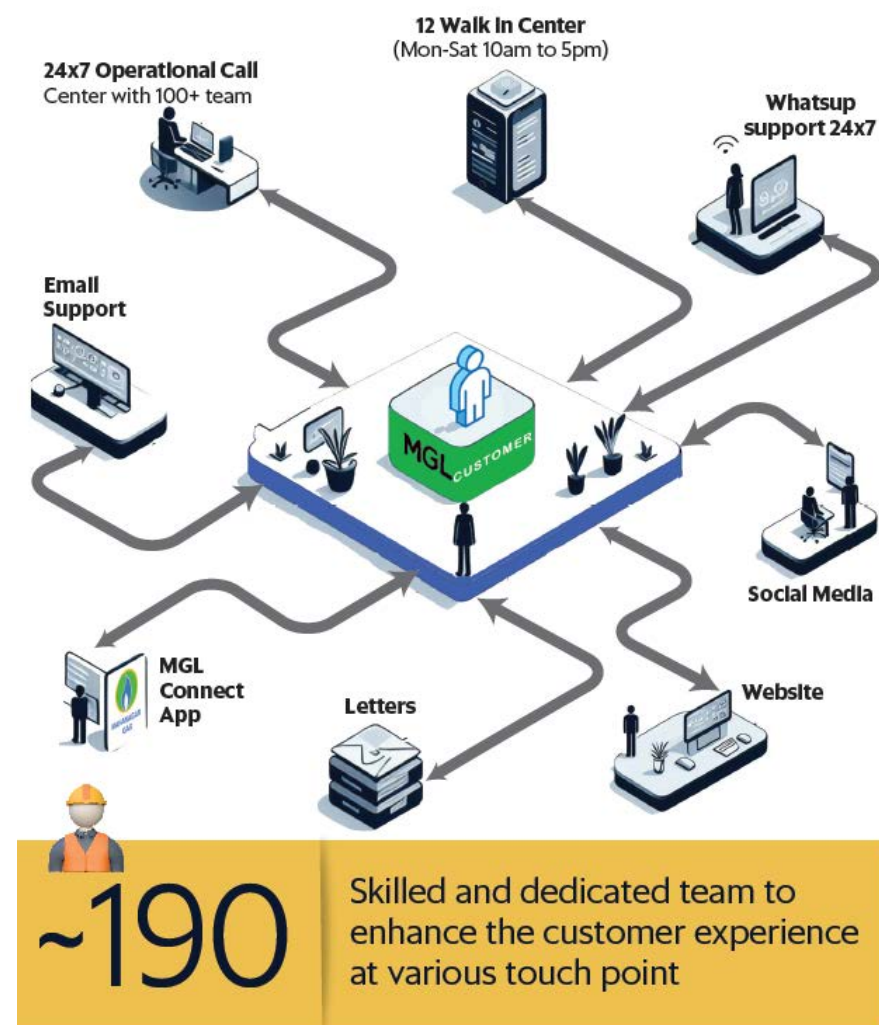 12 Walk in Center
(Mon-Sat 10am to 5pm)
24x7 Operational Call
Center with 100+ team
Whatsup
support 24x7
Email
Support
MGL
CUSTOMER
Social Media
MGL
Connect
App
MAHANAGAR
GAS
Letters
Website
~190
Skilled and dedicated team to
enhance the customer experience
at various touch point